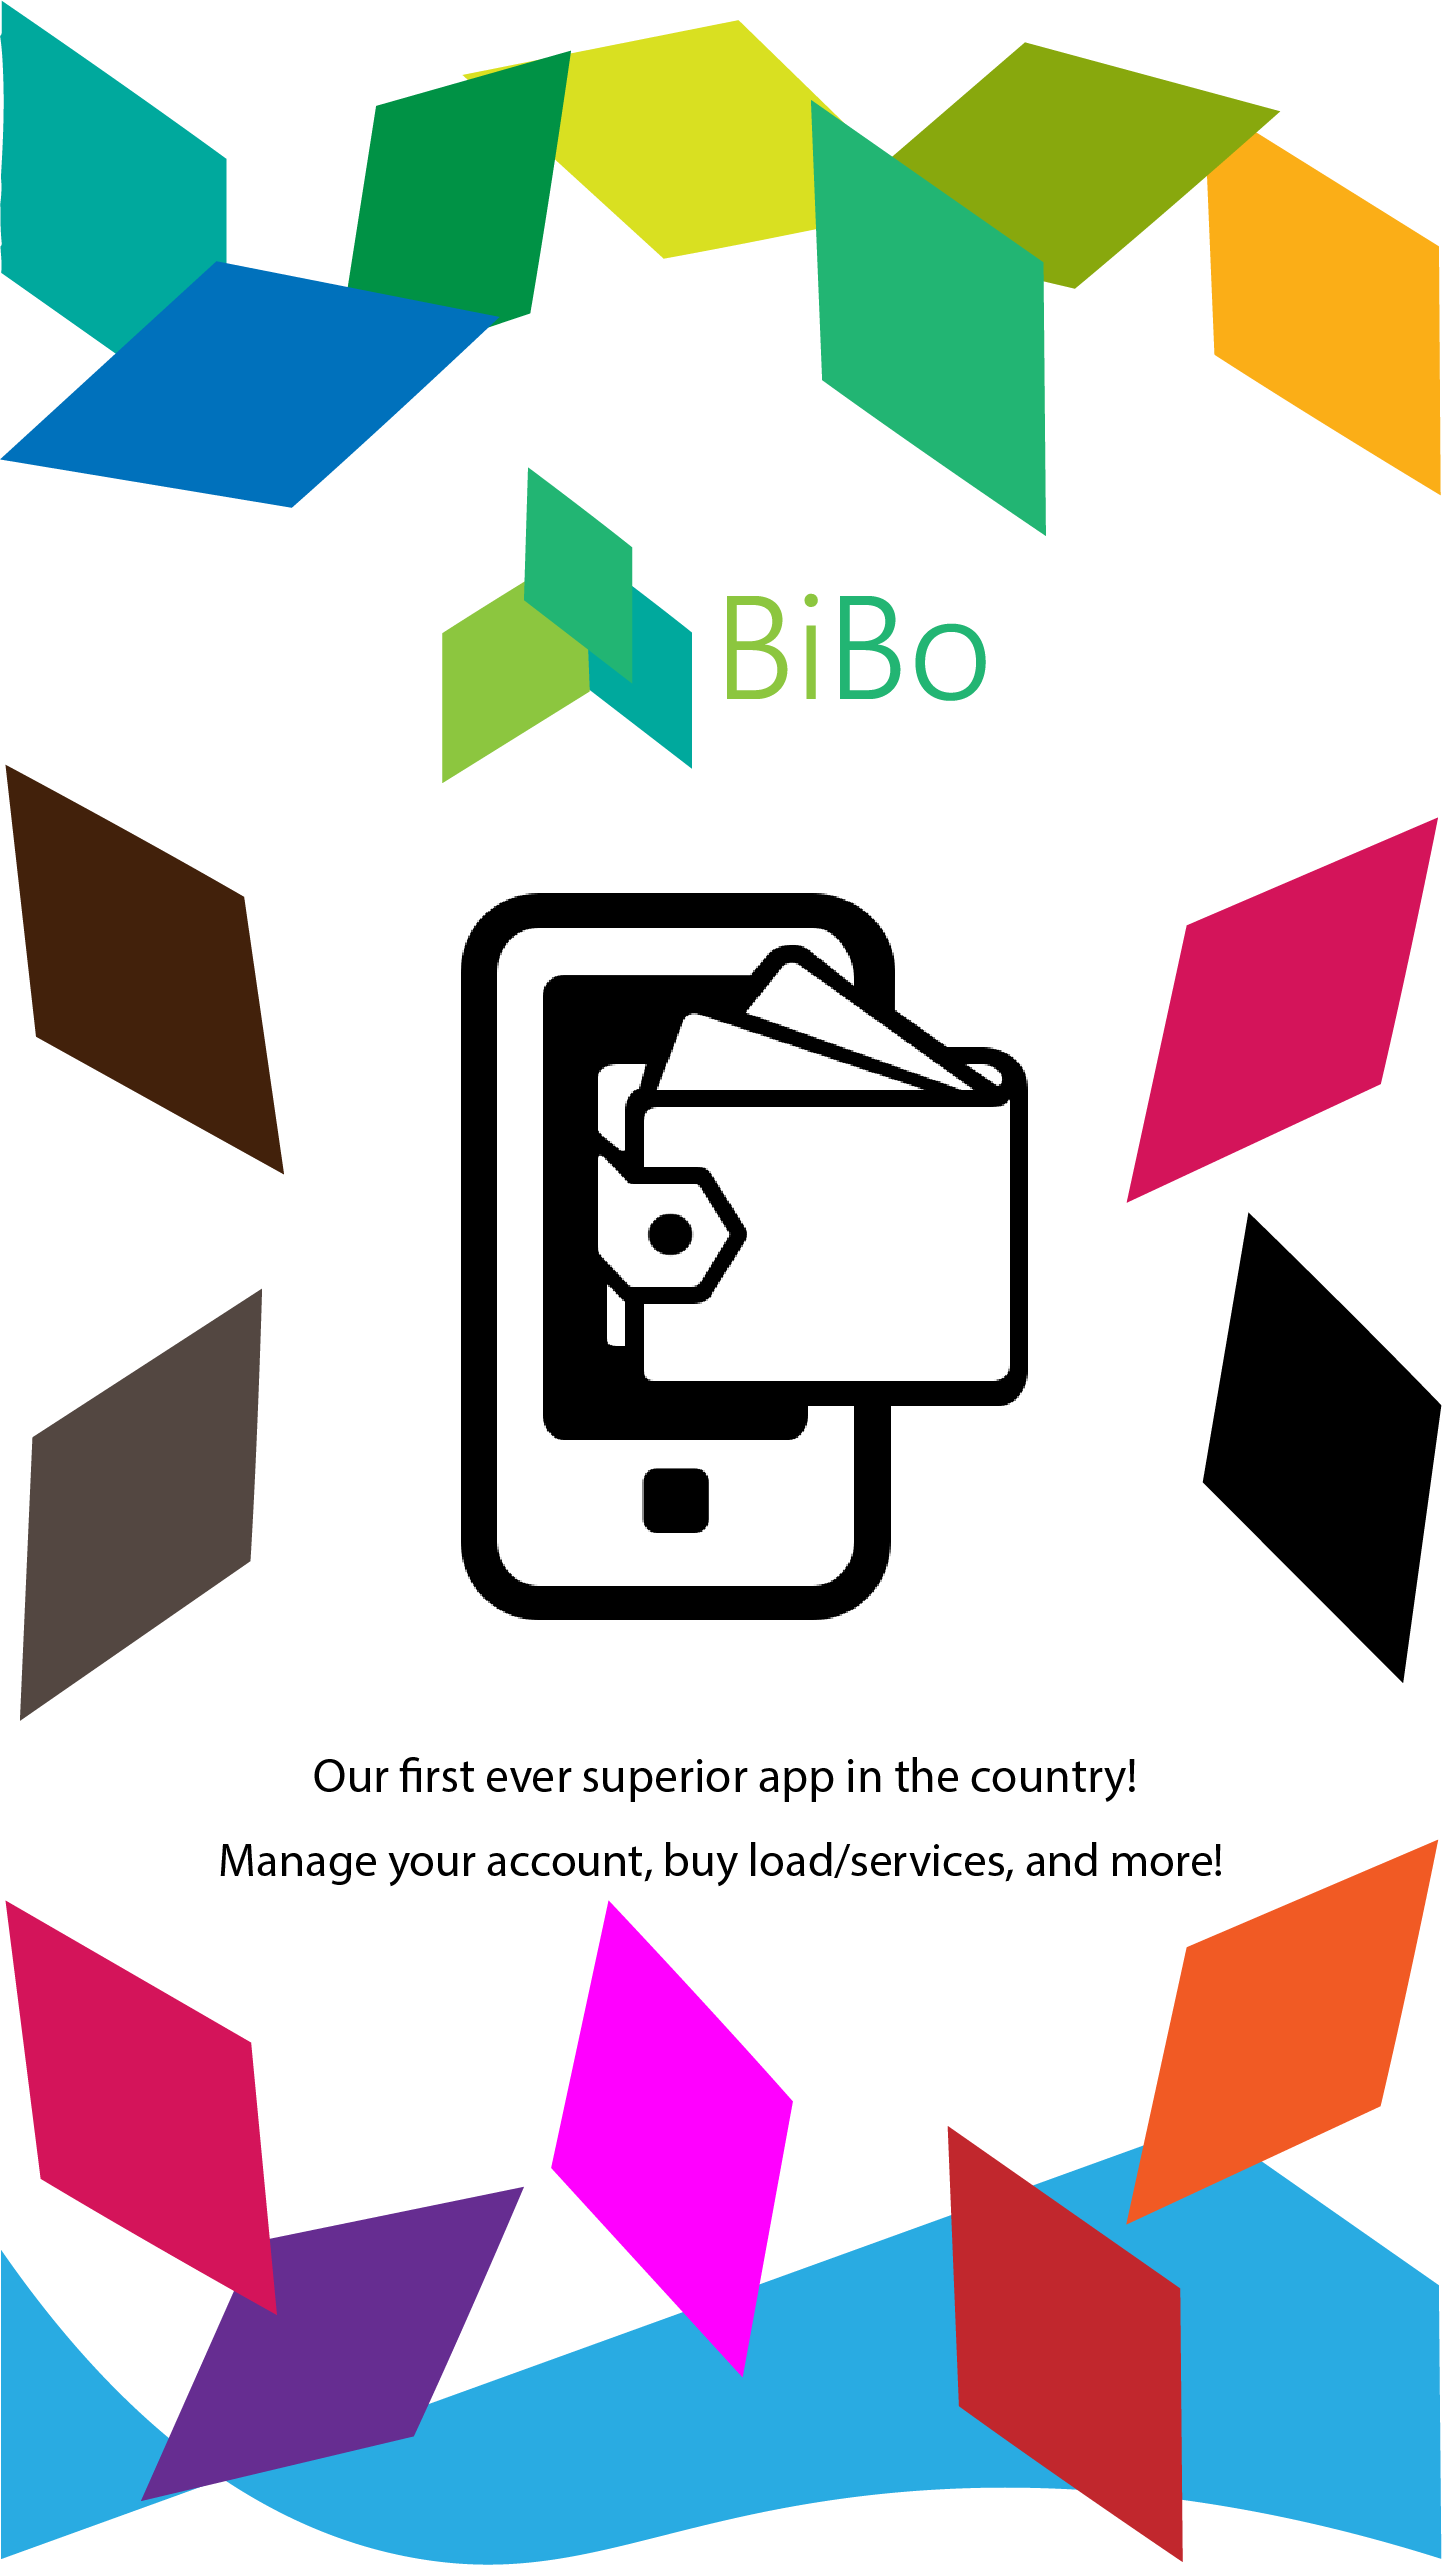 BiBo
Our first ever superior app in the country!
Manage your account, buy load/services, and more!